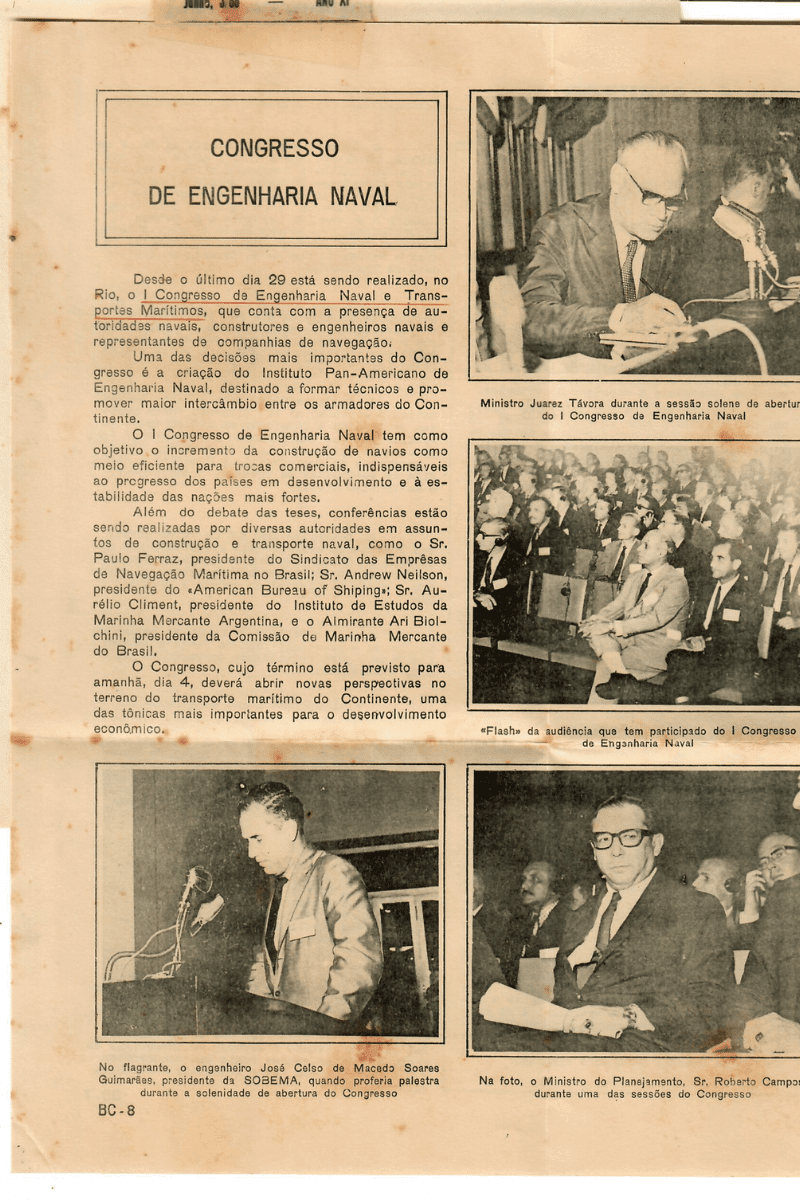 ANO XI
CONGRESSO
DE ENGENHARIA NAVAL
Desde o último dia 29 está sendo realizado, no
Rio, o I Congresso de Engenharia Naval e Trans-
portes Marítimos, que conta com a presença de au-
toridades navais, construtores e engenheiros navais e
representantes de companhias de navegação.
Uma das decisões mais importantes do Con-
gresso é a criação do Instituto Pan-Americano de
Engenharia Naval, destinado a formar técnicos e pro-
mover maior intercâmbio entre os armadores do Con-
tinente.
O I Congresso de Engenharia Naval tem como
objetivo o incremento da construção de navios como
meio eficiente para trocas comerciais, indispensáveis
ao progresso dos países em desenvolvimento e à es-
tabilidade das nações mais fortes.
Além do debate das teses, conferências estão
sendo realizadas por diversas autoridades em assun-
tos de construção e transporte naval, como o Sr.
Paulo Ferraz, presidente do Sindicato das Emprêsas
de Navegação Marítima no Brasil; Sr. Andrew Neilson,
presidente do «American Bureau of Shiping»; Sr. Au-
rélio Climent, presidente do Instituto de Estudos da
Marinha Mercante Argentina, e o Almirante Ari Biol-
chini, presidente da Comissão de Marinha Mercante
do Brasil.
O Congresso, cujo término está previsto para
amanhã, dia 4, deverá abrir novas perspectivas no
terreno do transporte marítimo do Continente, uma
das tônicas mais importantes para o desenvolvimento
econômico.
Ministro Juarez Távora durante a sessão solene de abertur
do I Congresso de Engenharia Naval
«Flash» da audiência que tem participado do I Congresso
de Engenharia Naval
No flagrante, o engenheiro José Celso de Macedo Soares
Guimarães, presidente da SOBEMA, quando proferia palestra
durante a solenidade de abertura do Congresso
Na foto, o Ministro do Planejamento, Sr. Roberto Campos
durante uma das sessões do Congresso
BC - 8